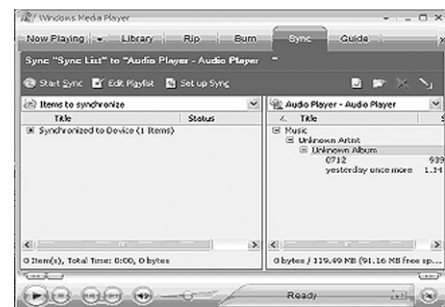 Windows Media Player
Now Playing Library Rip Burn Sync Guide
Sync "Sync List" to "Audio Player - Audio Player
Start Sync Edit Playlist Set up Sync
Items to synchronize
Audio Player - Audio Player
Title Status
Title
Synchronized to Device (1 Items)
Music
Unknown Artist
Unknown Album
0712
yesterday once more
0 Item(s), Total Time: 0:00, 0 bytes
0 bytes / 119.49 MB (91.16 MB free sp...
Ready